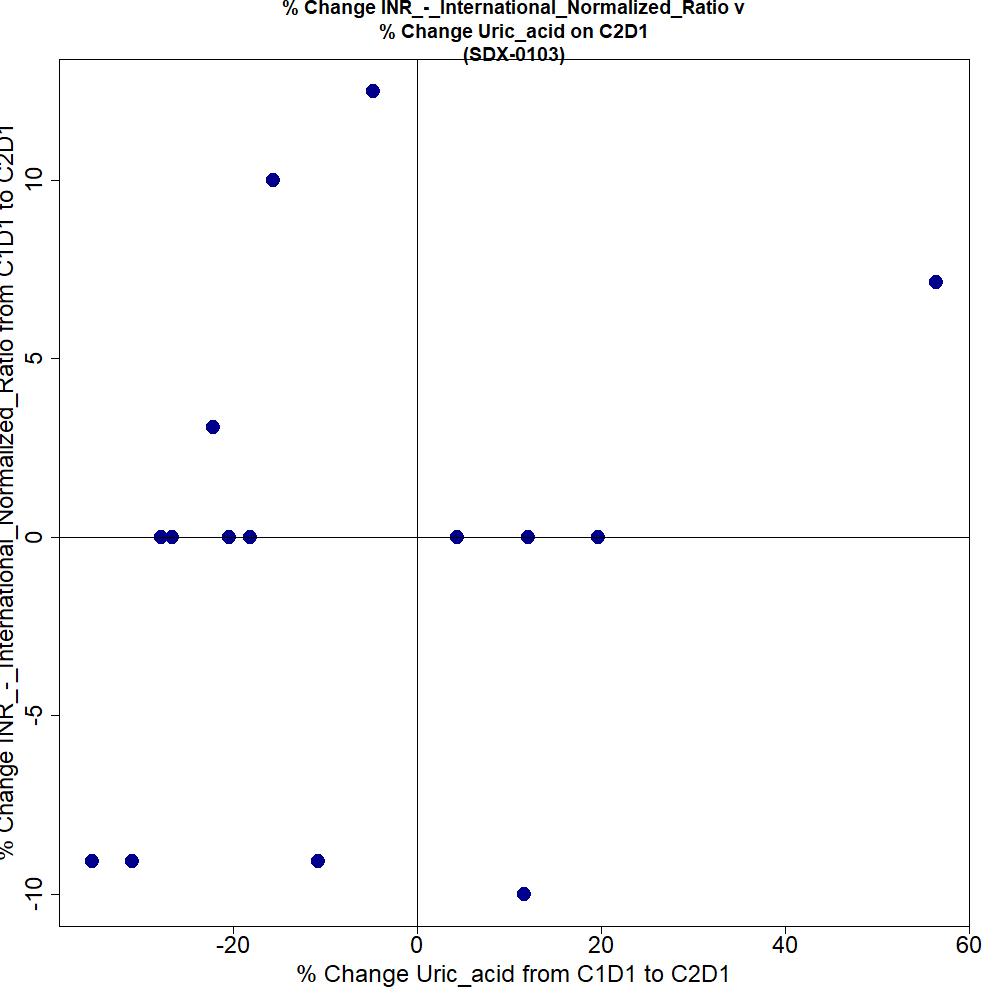 % Change INR_-_International_Normalized_Ratio v
% Change Uric_acid on C2D1
(SDX-0103)
% Change INR_-_International_Normalized_Ratio from C1D1 to C2D1
10
5
0
-5
-10
-20
0
20
40
60
% Change Uric_acid from C1D1 to C2D1